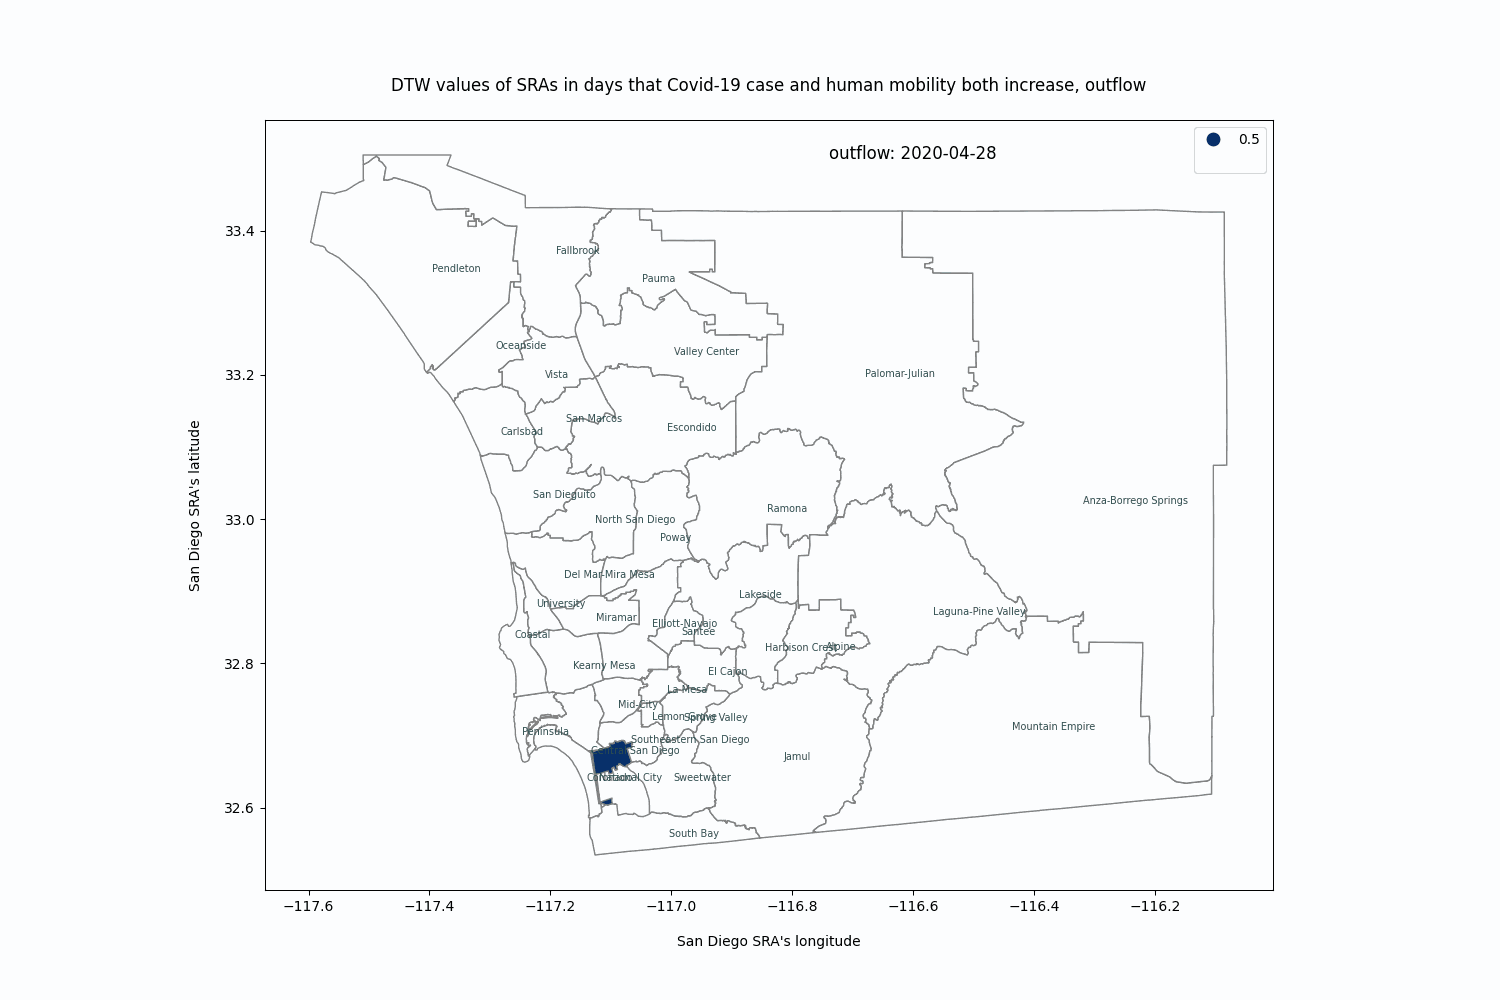 DTW values of SRAs in days that Covid-19 case and human mobility both increase, outflow
outflow: 2020-04-28
0.5
33.4
33.2
33.0
32.8
32.6
San Diego SRA's latitude
Fallbrook
Pendleton
Pauma
Oceanside
Valley Center
Vista
Palomar-Julian
San Marcos
Carlsbad
Escondido
San Dieguito
Anza-Borrego Springs
Ramona
North San Diego
Poway
Del Mar-Mira Mesa
Lakeside
University
Laguna-Pine Valley
Miramar
Elliott-Navajo
Santee
Coastal
Harbison Crest
Alpine
Kearny Mesa
El Cajon
La Mesa
Mid-City
Lemon Grove
Spring Valley
Mountain Empire
Peninsula
Southeastern San Diego
Central San Diego
Jamul
Coronado
National City
Sweetwater
South Bay
−117.6
−117.4
−117.2
−117.0
−116.8
−116.6
−116.4
−116.2
San Diego SRA's longitude